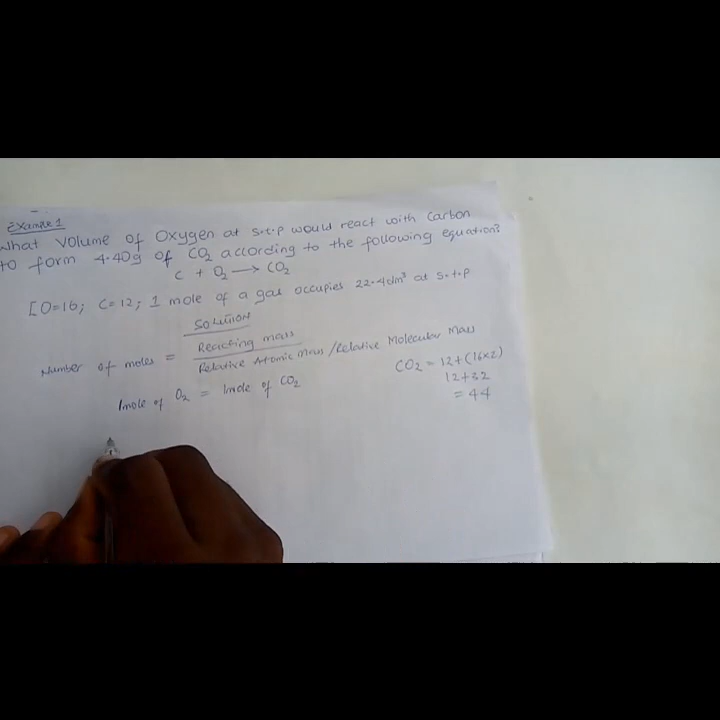 Example 1
What Volume of Oxygen at s.t.p would react with Carbon
to form 4.40g of CO₂ according to the following equation?
C + O₂ → CO₂
[O=16; C=12; 1 mole of a gas occupies 22.4dm³ at s.t.p
SOLUTION
Number of moles = Reacting mass
Relative Atomic Mass/Relative Molecular Mass
CO₂ = 12+(16×2)
12+32
= 44
1mole of O₂ = 1mole of CO₂